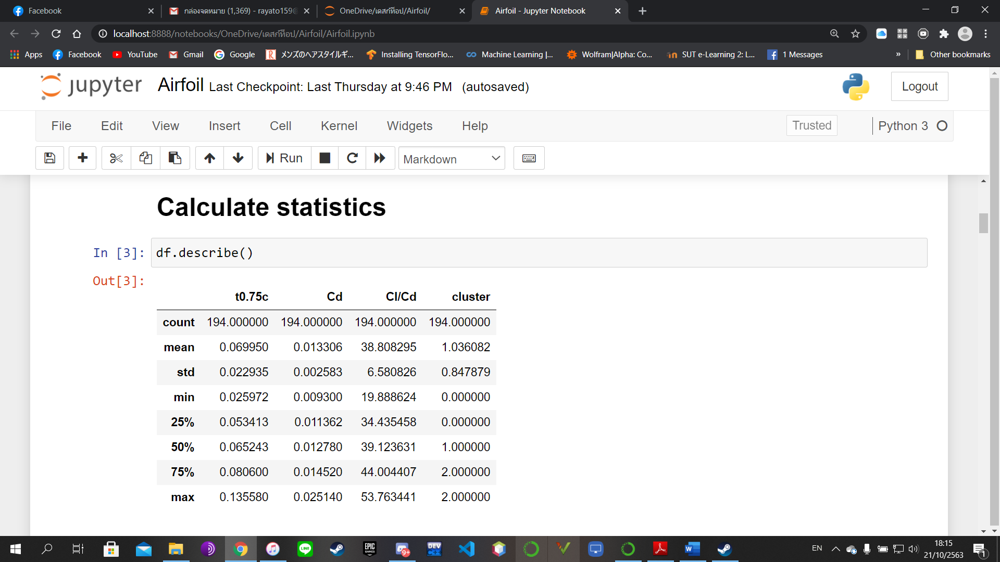 Facebook
กล่องจดหมาย (1,369) - rayato159@
OneDrive/เดสก์ท็อป/Airfoil/
Airfoil - Jupyter Notebook
localhost:8888/notebooks/OneDrive/เดสก์ท็อป/Airfoil/Airfoil.ipynb
Apps Facebook YouTube Gmail Google メンズのヘアスタイルギ... Installing TensorFlo... Machine Learning |... Wolfram|Alpha: Co... SUT e-Learning 2: L... 1 Messages » Other bookmarks
jupyter Airfoil Last Checkpoint: Last Thursday at 9:46 PM (autosaved) Logout
File Edit View Insert Cell Kernel Widgets Help Trusted Python 3
Run Markdown
Calculate statistics
In [3]: df.describe()
Out[3]:
t0.75c Cd Cl/Cd cluster
count 194.000000 194.000000 194.000000 194.000000
mean 0.069950 0.013306 38.808295 1.036082
std 0.022935 0.002583 6.580826 0.847879
min 0.025972 0.009300 19.888624 0.000000
25% 0.053413 0.011362 34.435458 0.000000
50% 0.065243 0.012780 39.123631 1.000000
75% 0.080600 0.014520 44.004407 2.000000
max 0.135580 0.025140 53.763441 2.000000
LINE
EPIC GAMES
9+
DEV C++
EN
18:15
21/10/2563
1